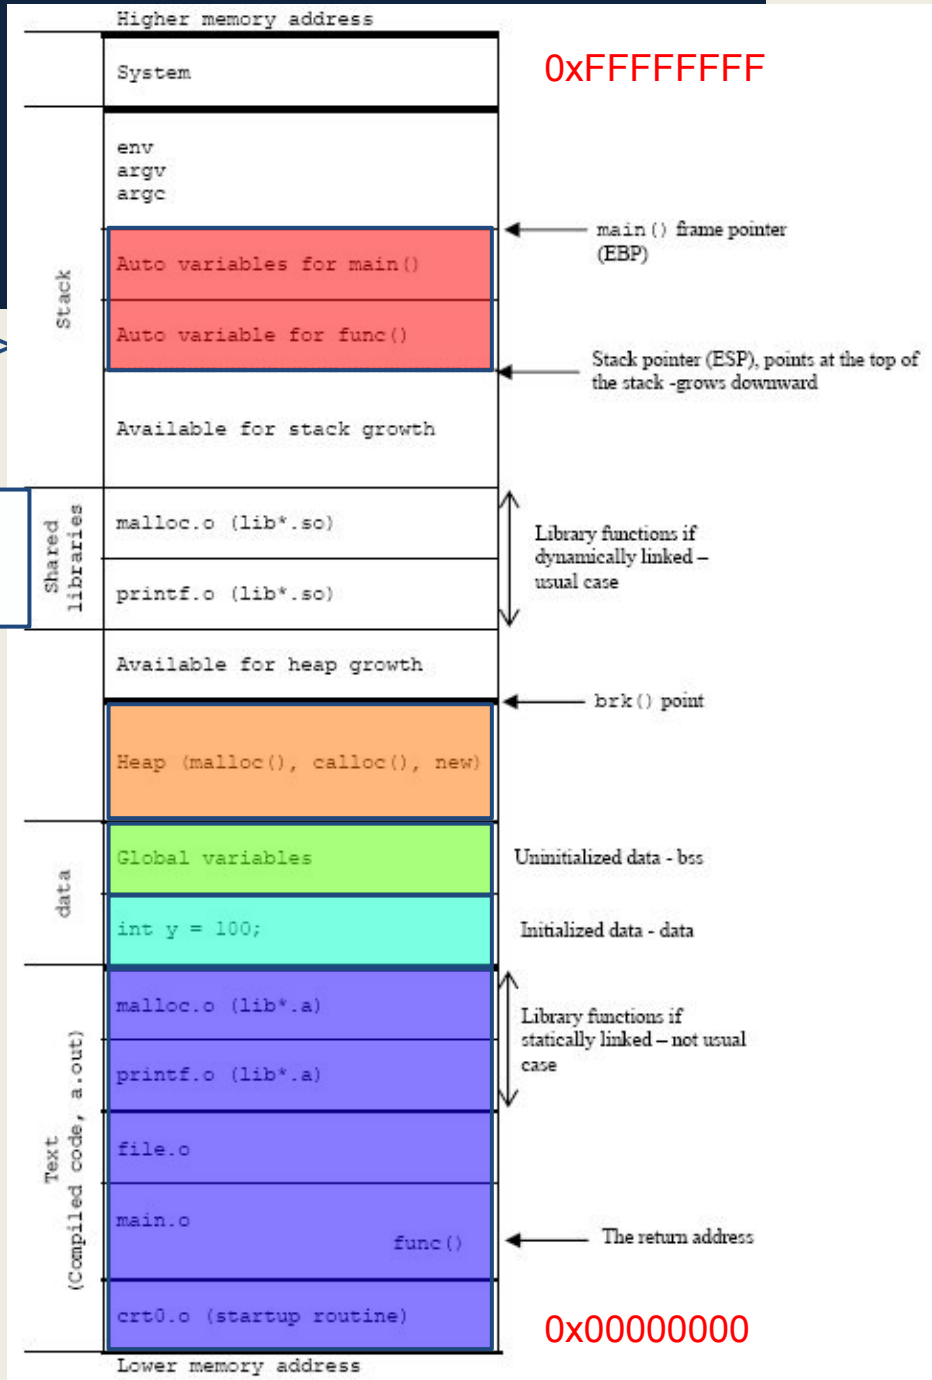 Higher memory address
System
0xFFFFFFFF
env
argv
argc
main() frame pointer
(EBP)
Stack
Auto variables for main()
Auto variable for func()
>
Stack pointer (ESP), points at the top of
the stack -grows downward
Available for stack growth
Shared
libraries
malloc.o (lib*.so)
printf.o (lib*.so)
Library functions if
dynamically linked –
usual case
Available for heap growth
brk() point
Heap (malloc(), calloc(), new)
data
Global variables
Uninitialized data - bss
int y = 100;
Initialized data - data
Text
(Compiled code, a.out)
malloc.o (lib*.a)
printf.o (lib*.a)
Library functions if
statically linked – not usual
case
file.o
main.o
func()
The return address
crt0.o (startup routine)
0x00000000
Lower memory address